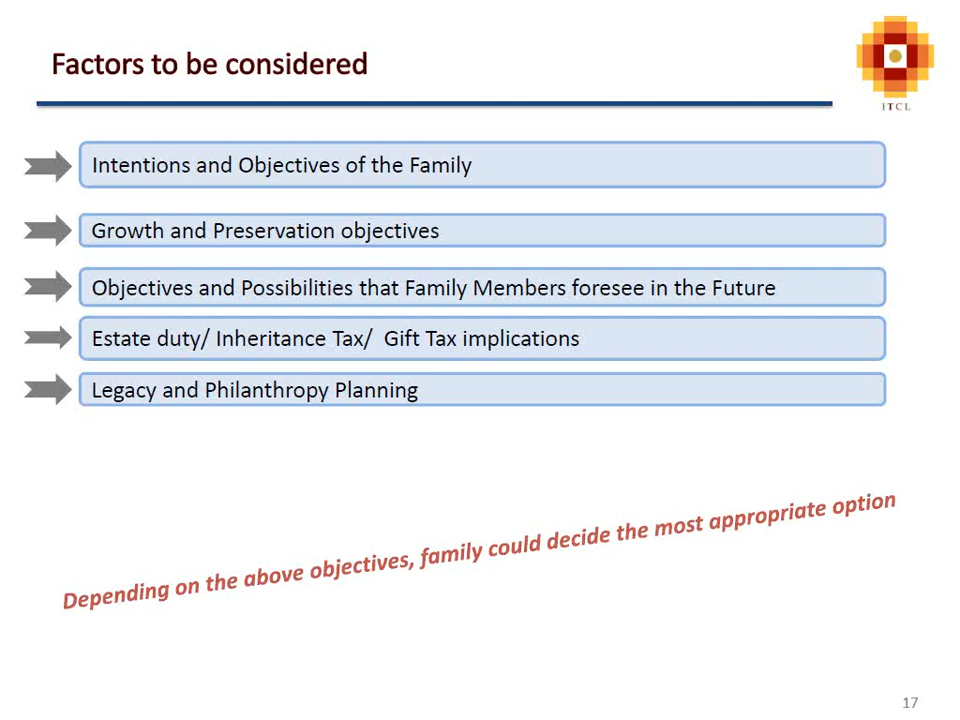 Factors to be considered
ITCL
Intentions and Objectives of the Family
Growth and Preservation objectives
Objectives and Possibilities that Family Members foresee in the Future
Estate duty/ Inheritance Tax/  Gift Tax implications
Legacy and Philanthropy Planning
Depending on the above objectives, family could decide the most appropriate option
17